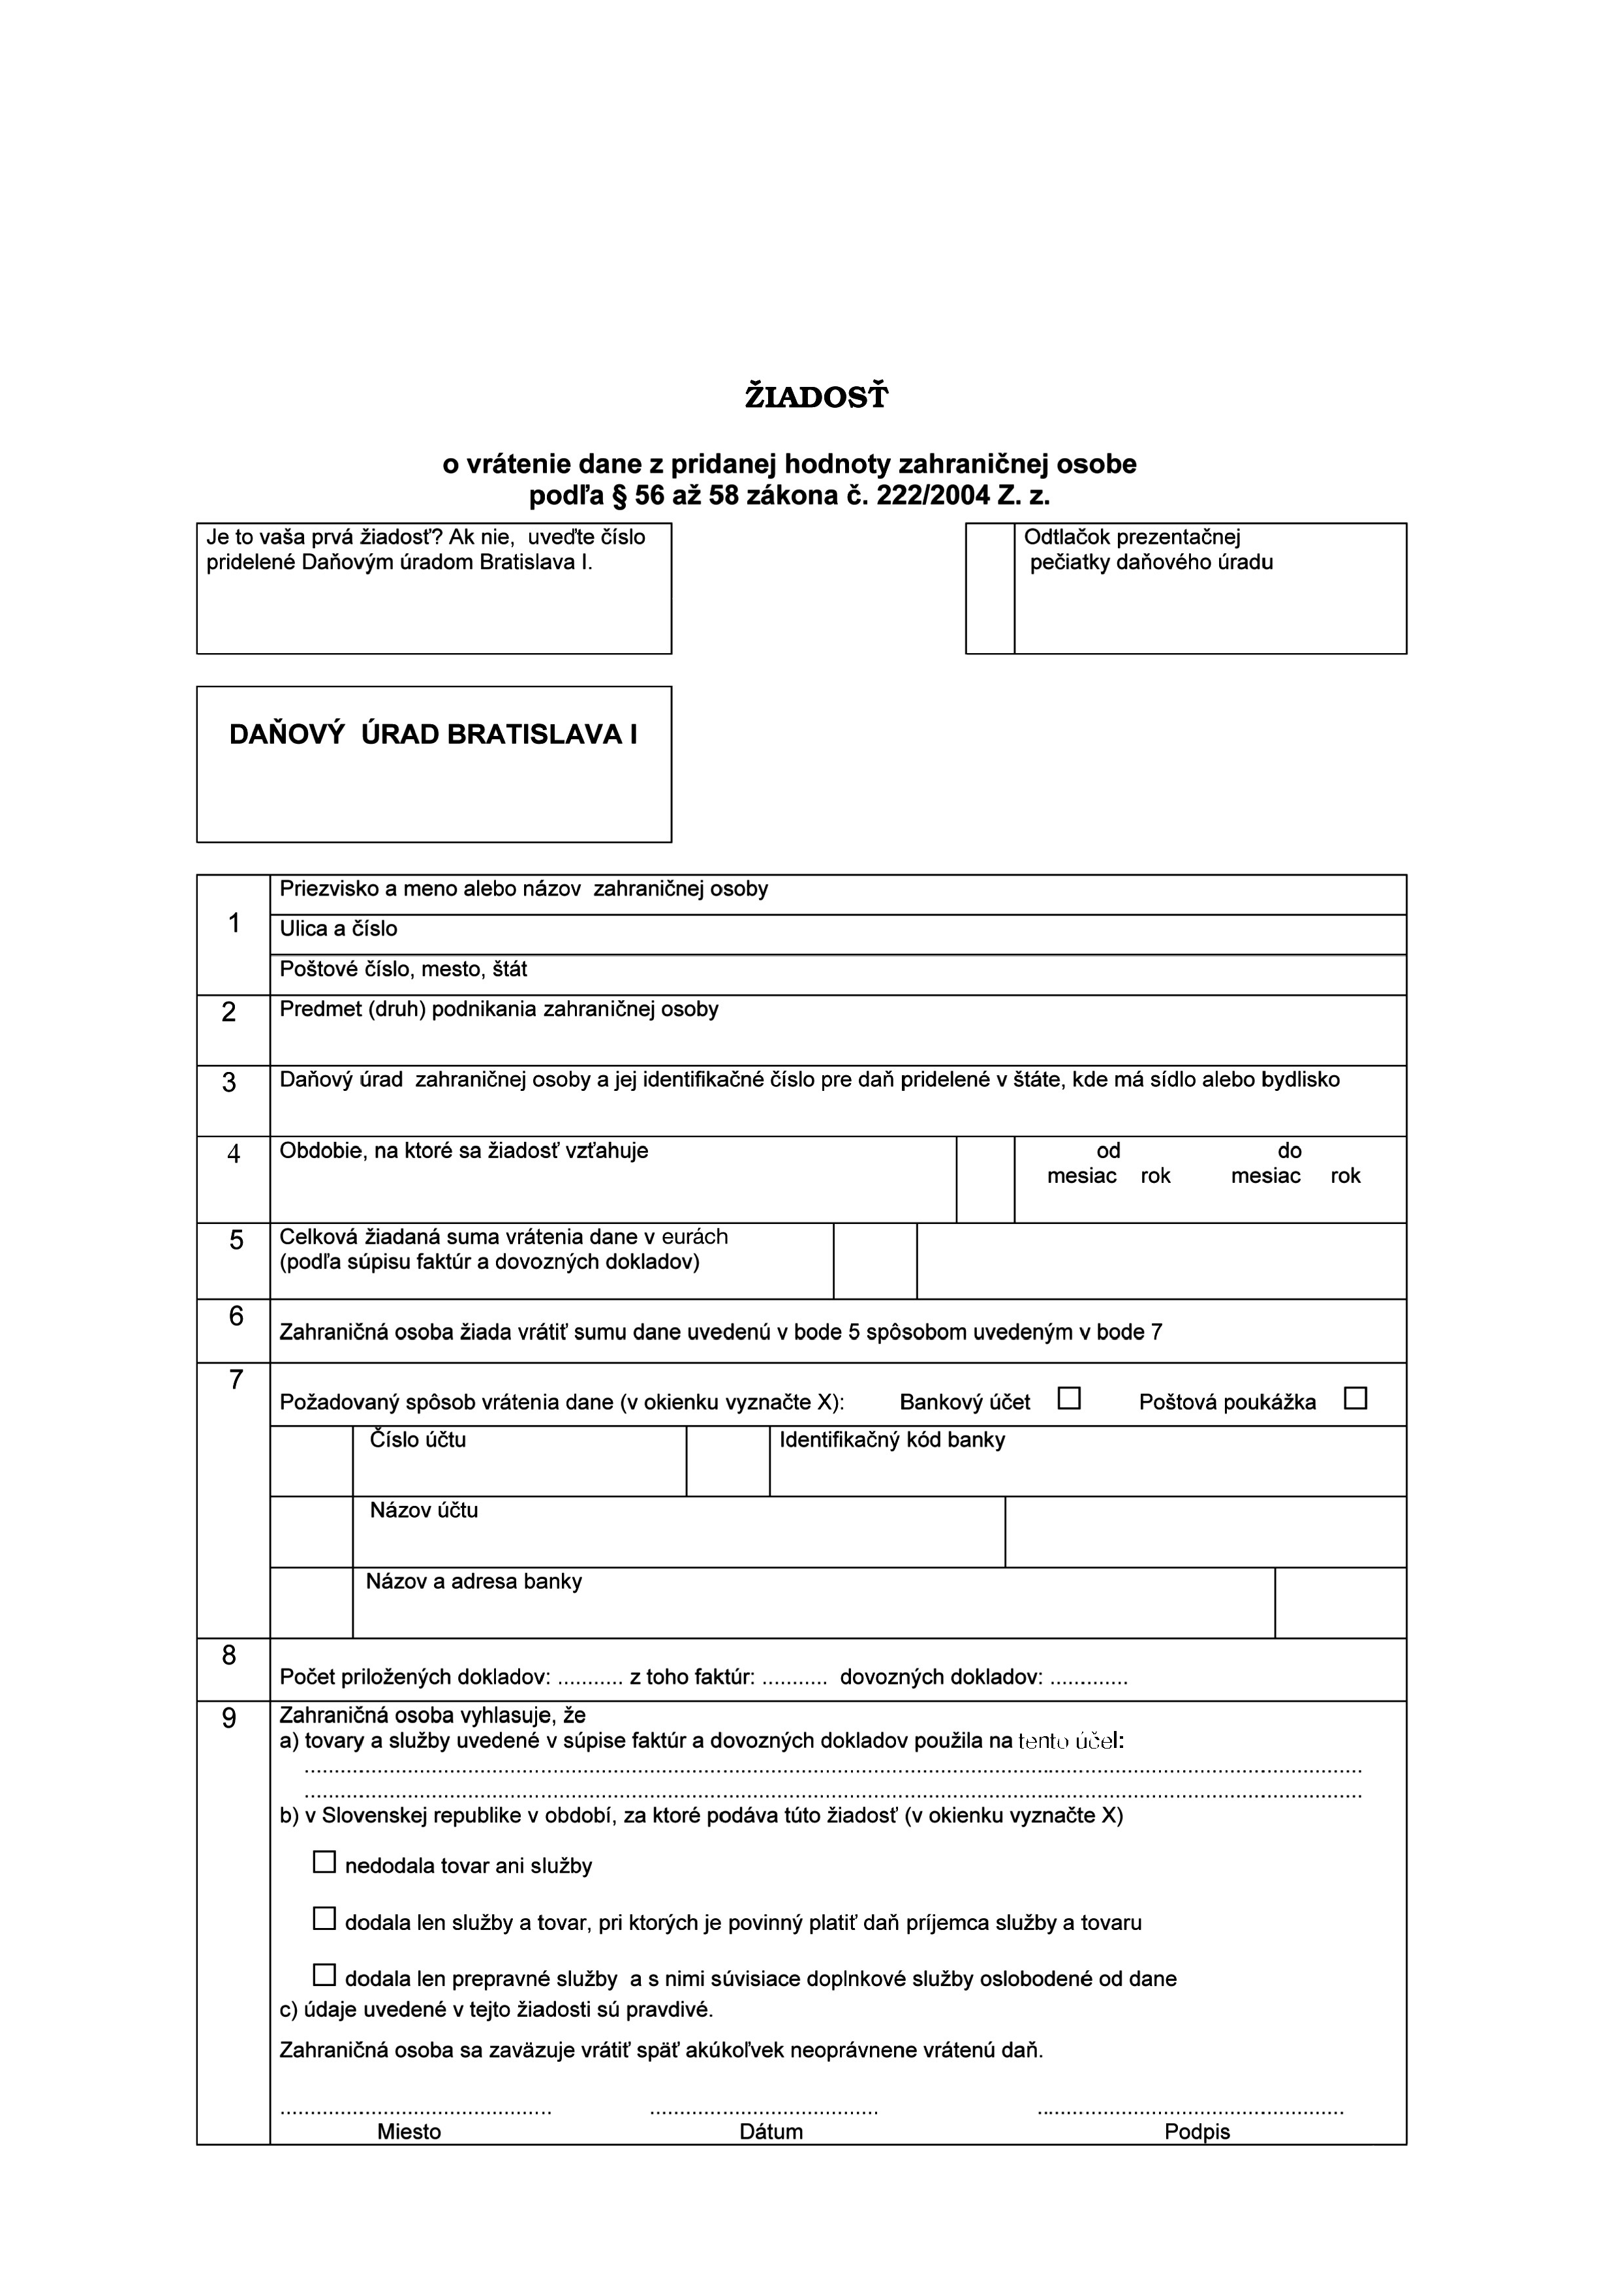 ŽIADOSŤ
o vrátenie dane z pridanej hodnoty zahraničnej osobe
podľa § 56 až 58 zákona č. 222/2004 Z. z.
Je to vaša prvá žiadosť? Ak nie, uveďte číslo
pridelené Daňovým úradom Bratislava I.
Odtlačok prezentačnej
pečiatky daňového úradu
DAŇOVÝ ÚRAD BRATISLAVA I
1
Priezvisko a meno alebo názov zahraničnej osoby
Ulica a číslo
Poštové číslo, mesto, štát
2 Predmet (druh) podnikania zahraničnej osoby
3 Daňový úrad zahraničnej osoby a jej identifikačné číslo pre daň pridelené v štáte, kde má sídlo alebo bydlisko
4 Obdobie, na ktoré sa žiadosť vzťahuje od do
mesiac rok mesiac rok
5 Celková žiadaná suma vrátenia dane v eurách
(podľa súpisu faktúr a dovozných dokladov)
6
Zahraničná osoba žiada vrátiť sumu dane uvedenú v bode 5 spôsobom uvedeným v bode 7
7
Požadovaný spôsob vrátenia dane (v okienku vyznačte X): Bankový účet ☐ Poštová poukážka ☐
Číslo účtu Identifikačný kód banky
Názov účtu
Názov a adresa banky
8
Počet priložených dokladov: ........... z toho faktúr: ........... dovozných dokladov: .............
9 Zahraničná osoba vyhlasuje, že
a) tovary a služby uvedené v súpise faktúr a dovozných dokladov použila na tento účel:
b) v Slovenskej republike v období, za ktoré podáva túto žiadosť (v okienku vyznačte X)
☐ nedodala tovar ani služby
☐ dodala len služby a tovar, pri ktorých je povinný platiť daň príjemca služby a tovaru
☐ dodala len prepravné služby a s nimi súvisiace doplnkové služby oslobodené od dane
c) údaje uvedené v tejto žiadosti sú pravdivé.
Zahraničná osoba sa zaväzuje vrátiť späť akúkoľvek neoprávnene vrátenú daň.
Miesto Dátum Podpis